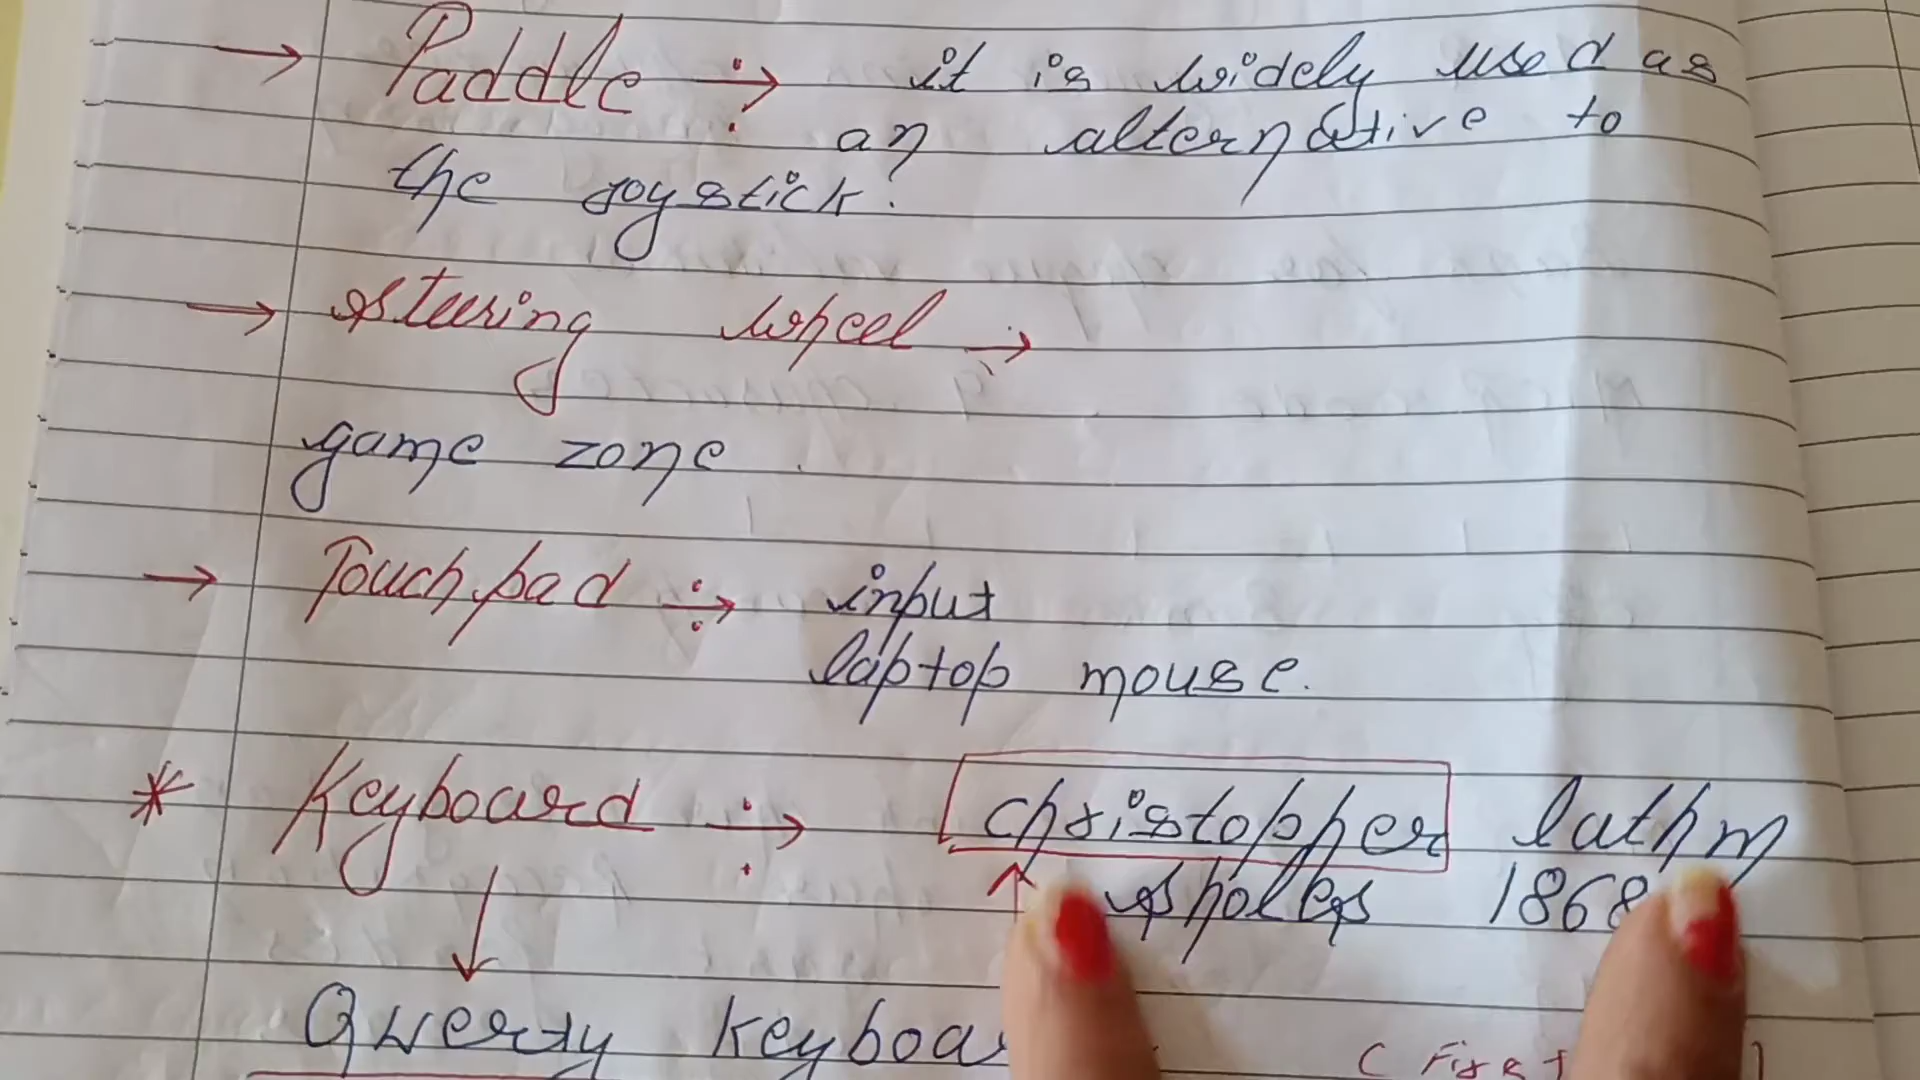 → Paddle ÷> it is widely used as
an alternative to
the joystick.
→ Steering wheel →
game zone.
→ Touchpad ÷> input
laptop mouse.
* Keyboard ÷> christopher lathm
sholes 1868
Qwerty
( First